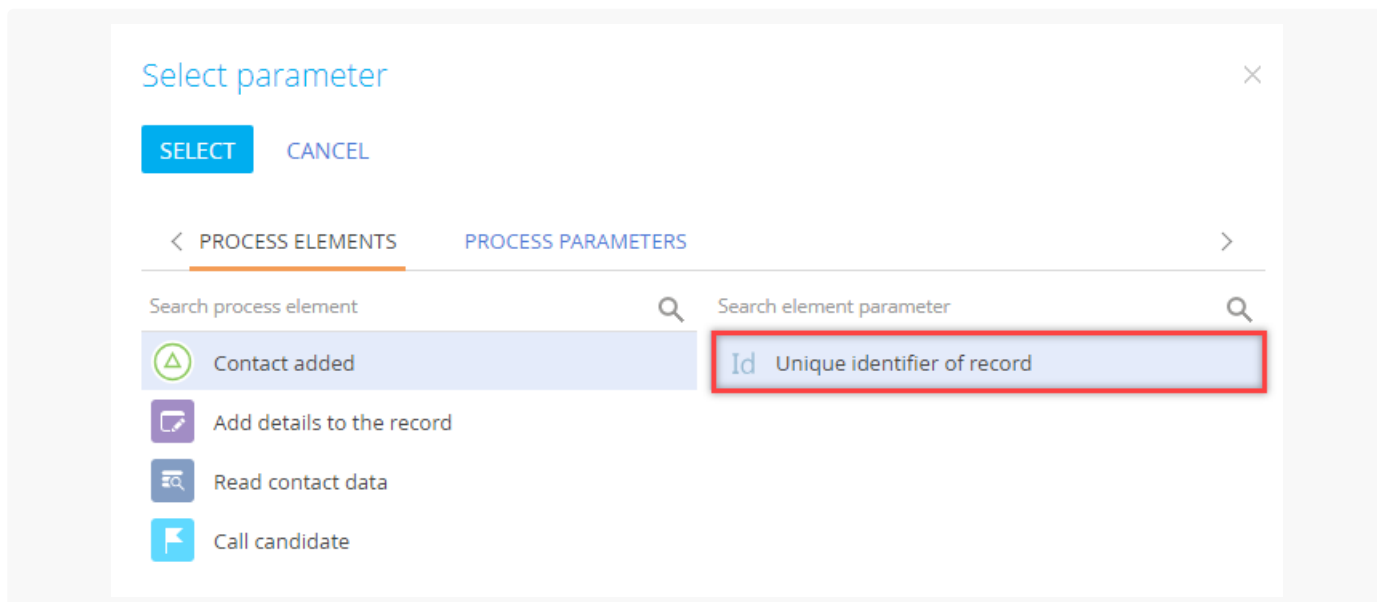 Select parameter
SELECT CANCEL
PROCESS ELEMENTS PROCESS PARAMETERS
Search process element Search element parameter
Contact added Id Unique identifier of record
Add details to the record
Read contact data
Call candidate